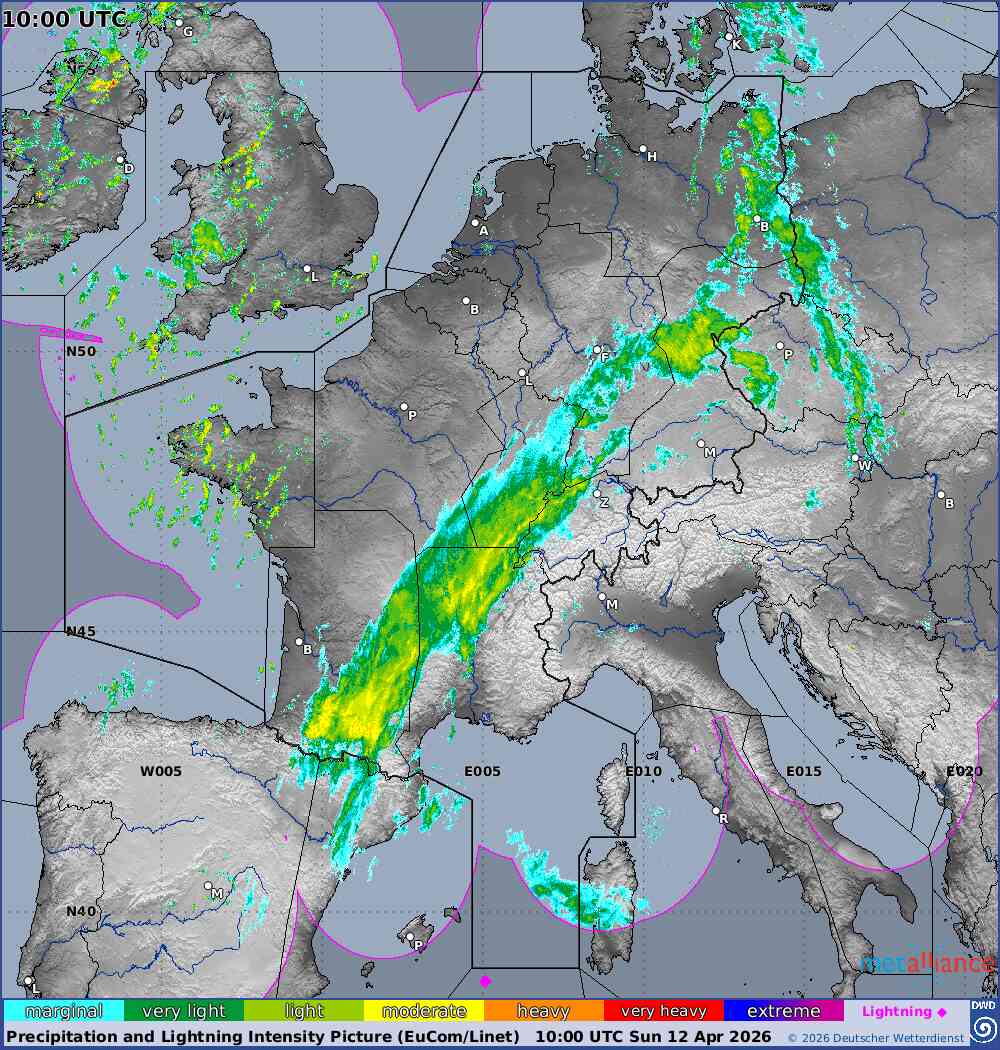 10:00 UTC
G
K
N55
D
H
A
B
L
B
N50
F
P
L
P
M
W
Z
B
M
N45
B
W005
E005
E010
E015
E020
R
M
N40
P
L
metalliance
marginal very light light moderate heavy very heavy extreme Lightning ◆
DWD
Precipitation and Lightning Intensity Picture (EuCom/Linet) 10:00 UTC Sun 12 Apr 2026 © 2026 Deutscher Wetterdienst